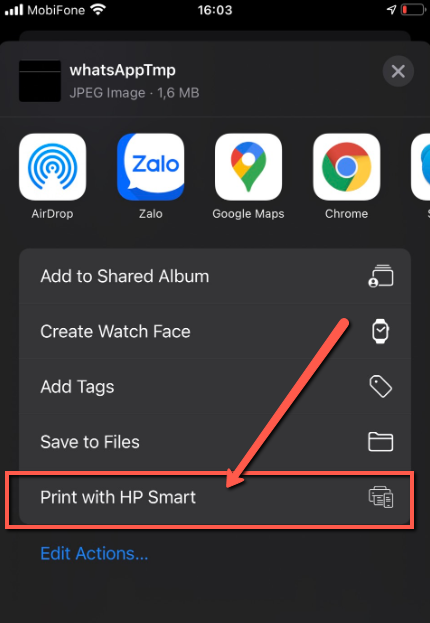 MobiFone
16:03
whatsAppTmp
JPEG Image · 1,6 MB
Zalo
AirDrop
Zalo
Google Maps
Chrome
Add to Shared Album
Create Watch Face
Add Tags
Save to Files
Print with HP Smart
Edit Actions...